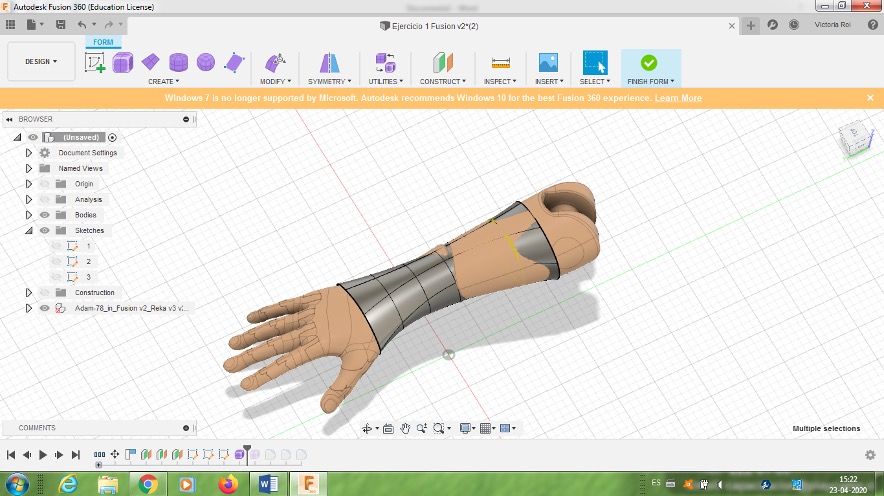 Autodesk Fusion 360 (Education License)
Ejercicio 1 Fusion v2*(2)
Victoria Roi
FORM
DESIGN
CREATE
MODIFY
SYMMETRY
UTILITIES
CONSTRUCT
INSPECT
INSERT
SELECT
FINISH FORM
Windows 7 is no longer supported by Microsoft. Autodesk recommends Windows 10 for the best Fusion 360 experience. Learn More
BROWSER
(Unsaved)
Document Settings
Named Views
Origin
Analysis
Bodies
Sketches
1
2
3
Construction
Adam-78_in_Fusion v2_Reka v3 v...
COMMENTS
Multiple selections
ES
15:22
23-04-2020